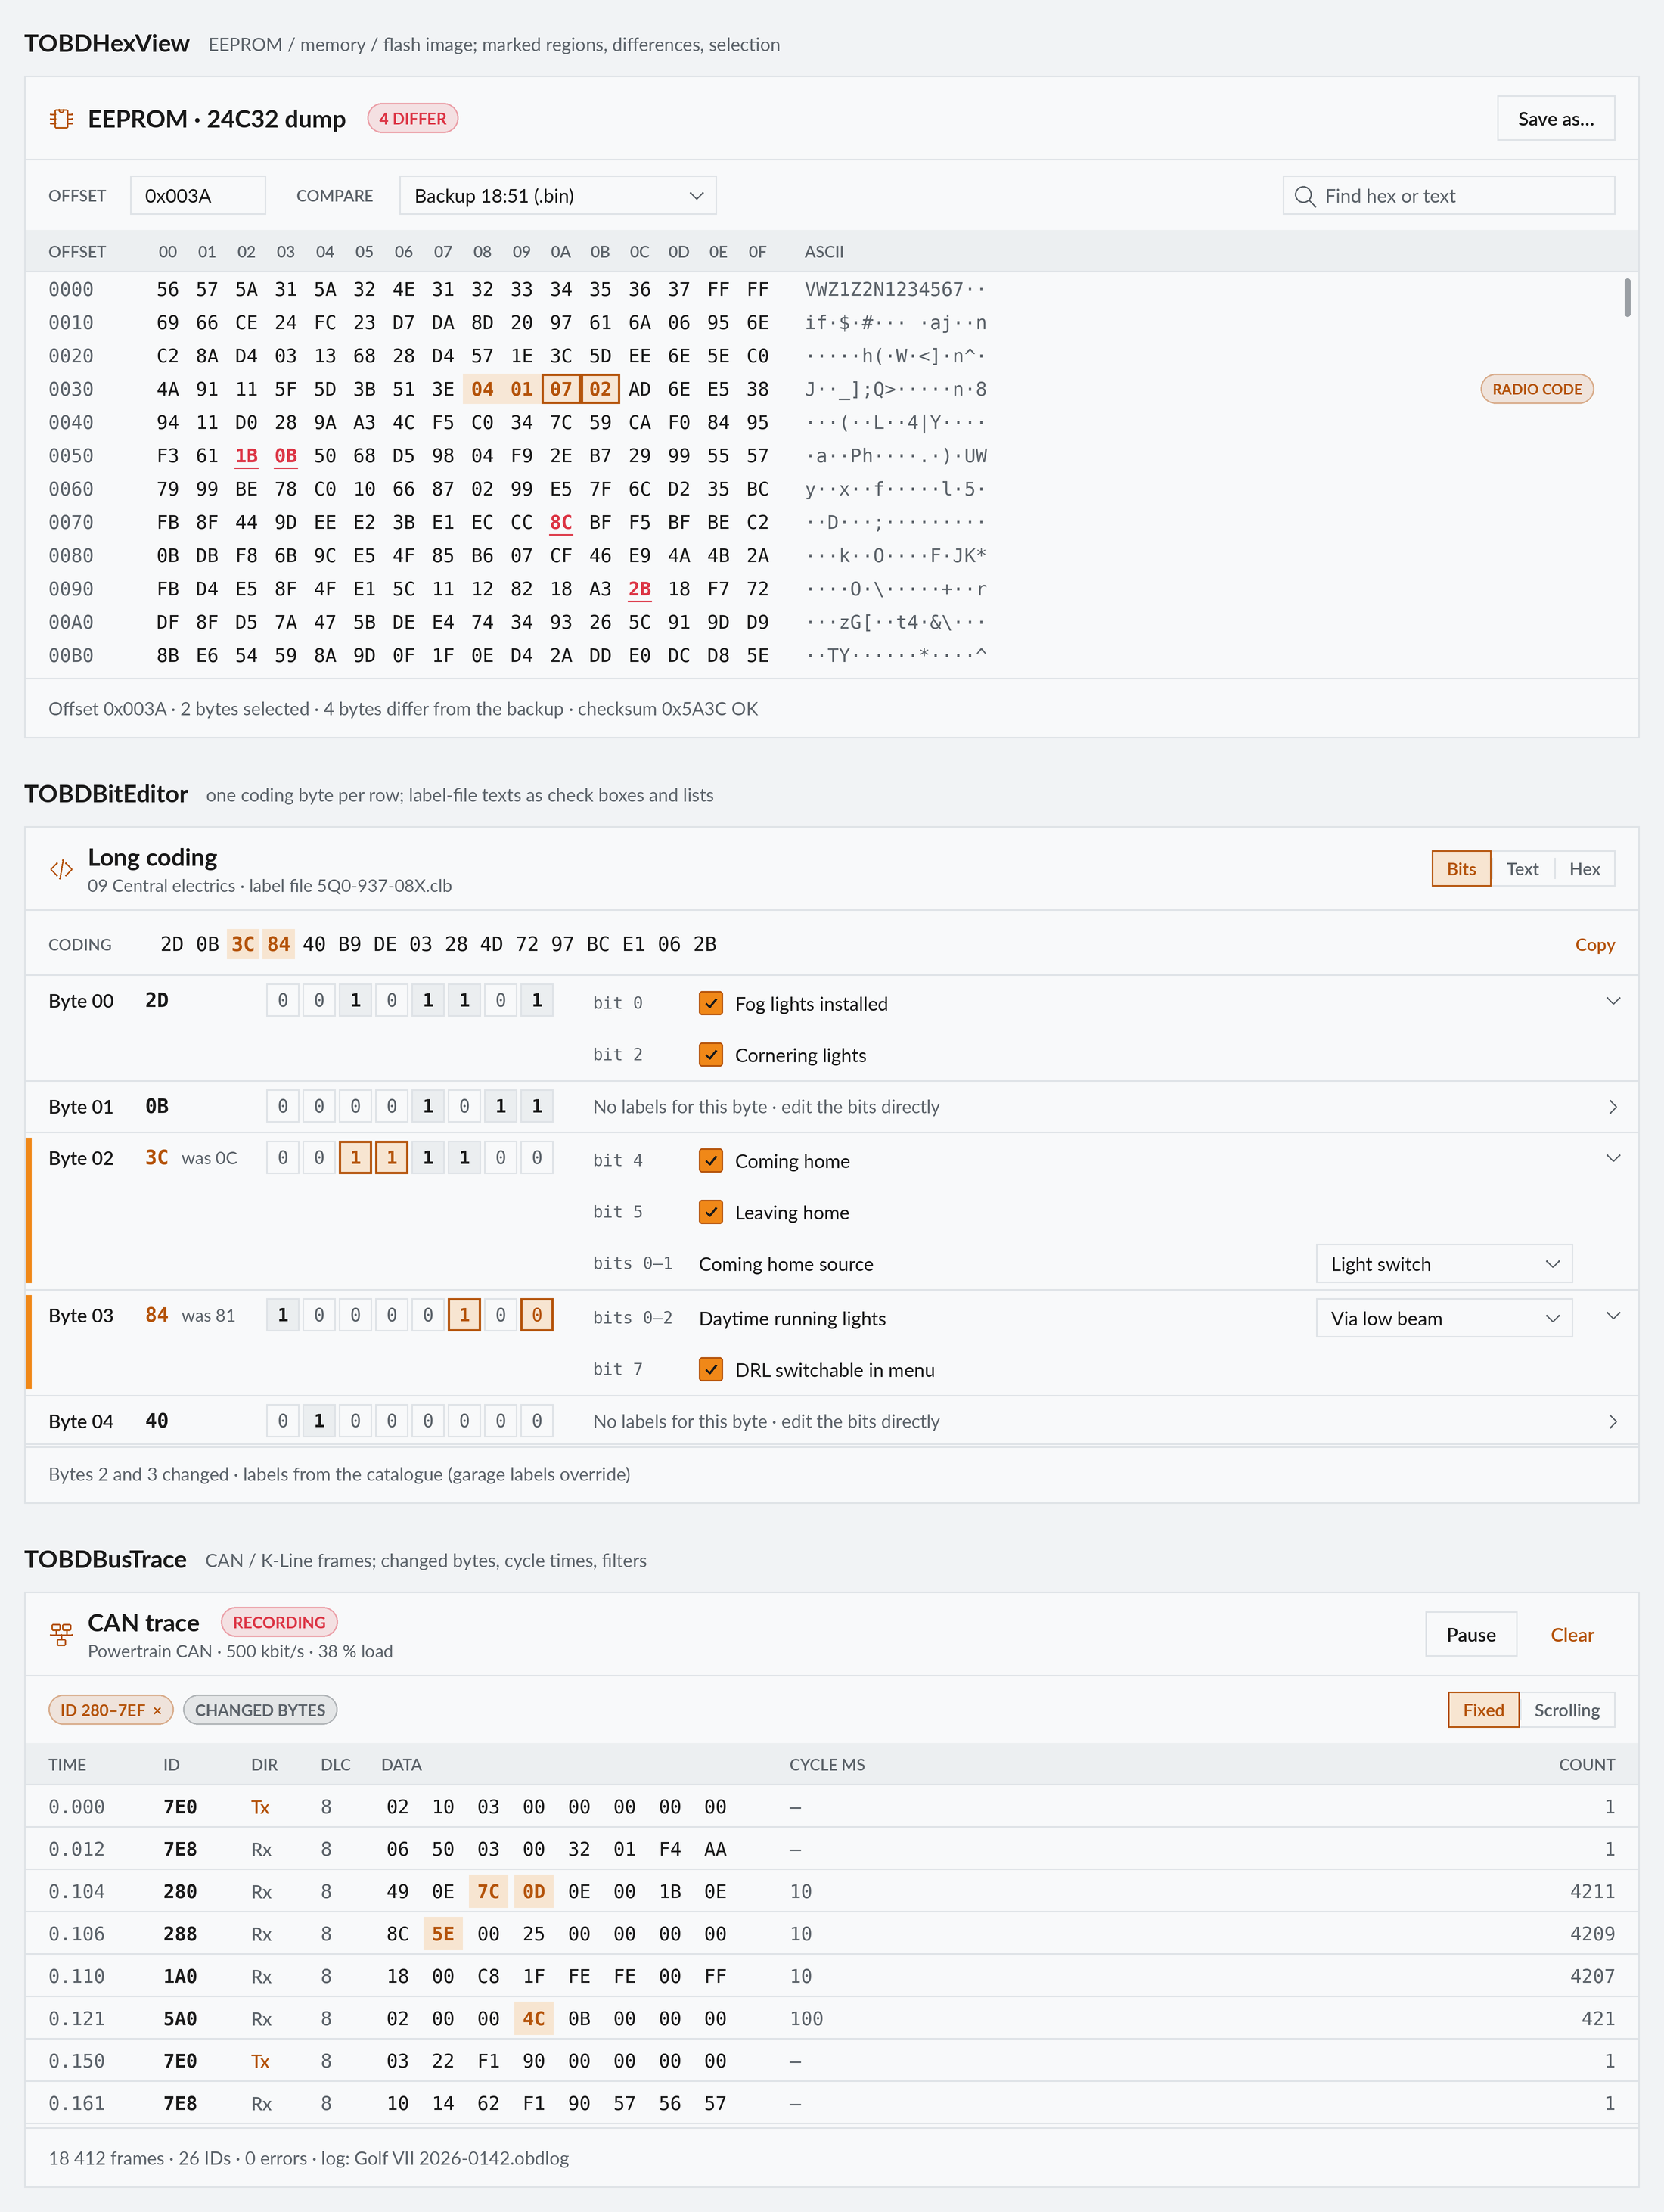 TOBDHexView EEPROM / memory / flash image; marked regions, differences, selection
EEPROM · 24C32 dump 4 DIFFER Save as...
OFFSET 0x003A COMPARE Backup 18:51 (.bin) Find hex or text
OFFSET 00 01 02 03 04 05 06 07 08 09 0A 0B 0C 0D 0E 0F ASCII
0000 56 57 5A 31 5A 32 4E 31 32 33 34 35 36 37 FF FF VWZ1Z2N1234567··
0010 69 66 CE 24 FC 23 D7 DA 8D 20 97 61 6A 06 95 6E if·$·#··· ·aj··n
0020 C2 8A D4 03 13 68 28 D4 57 1E 3C 5D EE 6E 5E C0 ·····h(·W·<]·n^·
0030 4A 91 11 5F 5D 3B 51 3E 04 01 07 02 AD 6E E5 38 J··_];Q>·····n·8 RADIO CODE
0040 94 11 D0 28 9A A3 4C F5 C0 34 7C 59 CA F0 84 95 ···(··L··4|Y····
0050 F3 61 1B 0B 50 68 D5 98 04 F9 2E B7 29 99 55 57 ·a··Ph····.·)·UW
0060 79 99 BE 78 C0 10 66 87 02 99 E5 7F 6C D2 35 BC y··x··f·····l·5·
0070 FB 8F 44 9D EE E2 3B E1 EC CC 8C BF F5 BF BE C2 ··D···;·········
0080 0B DB F8 6B 9C E5 4F 85 B6 07 CF 46 E9 4A 4B 2A ···k··O····F·JK*
0090 FB D4 E5 8F 4F E1 5C 11 12 82 18 A3 2B 18 F7 72 ····O·\·····+··r
00A0 DF 8F D5 7A 47 5B DE E4 74 34 93 26 5C 91 9D D9 ···zG[··t4·&\···
00B0 8B E6 54 59 8A 9D 0F 1F 0E D4 2A DD E0 DC D8 5E ··TY······*····^
Offset 0x003A · 2 bytes selected · 4 bytes differ from the backup · checksum 0x5A3C OK
TOBDBitEditor one coding byte per row; label-file texts as check boxes and lists
Long coding
09 Central electrics · label file 5Q0-937-08X.clb
Bits Text Hex
CODING 2D 0B 3C 84 40 B9 DE 03 28 4D 72 97 BC E1 06 2B Copy
Byte 00 2D 0 0 1 0 1 1 0 1 bit 0 Fog lights installed
bit 2 Cornering lights
Byte 01 0B 0 0 0 0 1 0 1 1 No labels for this byte · edit the bits directly
Byte 02 3C was 0C 0 0 1 1 1 1 0 0 bit 4 Coming home
bit 5 Leaving home
bits 0–1 Coming home source Light switch
Byte 03 84 was 81 1 0 0 0 0 1 0 0 bits 0–2 Daytime running lights Via low beam
bit 7 DRL switchable in menu
Byte 04 40 0 1 0 0 0 0 0 0 No labels for this byte · edit the bits directly
Bytes 2 and 3 changed · labels from the catalogue (garage labels override)
TOBDBusTrace CAN / K-Line frames; changed bytes, cycle times, filters
CAN trace RECORDING
Powertrain CAN · 500 kbit/s · 38 % load
Pause Clear
ID 280–7EF × CHANGED BYTES Fixed Scrolling
TIME ID DIR DLC DATA CYCLE MS COUNT
0.000 7E0 Tx 8 02 10 03 00 00 00 00 00 — 1
0.012 7E8 Rx 8 06 50 03 00 32 01 F4 AA — 1
0.104 280 Rx 8 49 0E 7C 0D 0E 00 1B 0E 10 4211
0.106 288 Rx 8 8C 5E 00 25 00 00 00 00 10 4209
0.110 1A0 Rx 8 18 00 C8 1F FE FE 00 FF 10 4207
0.121 5A0 Rx 8 02 00 00 4C 0B 00 00 00 100 421
0.150 7E0 Tx 8 03 22 F1 90 00 00 00 00 — 1
0.161 7E8 Rx 8 10 14 62 F1 90 57 56 57 — 1
18 412 frames · 26 IDs · 0 errors · log: Golf VII 2026-0142.obdlog